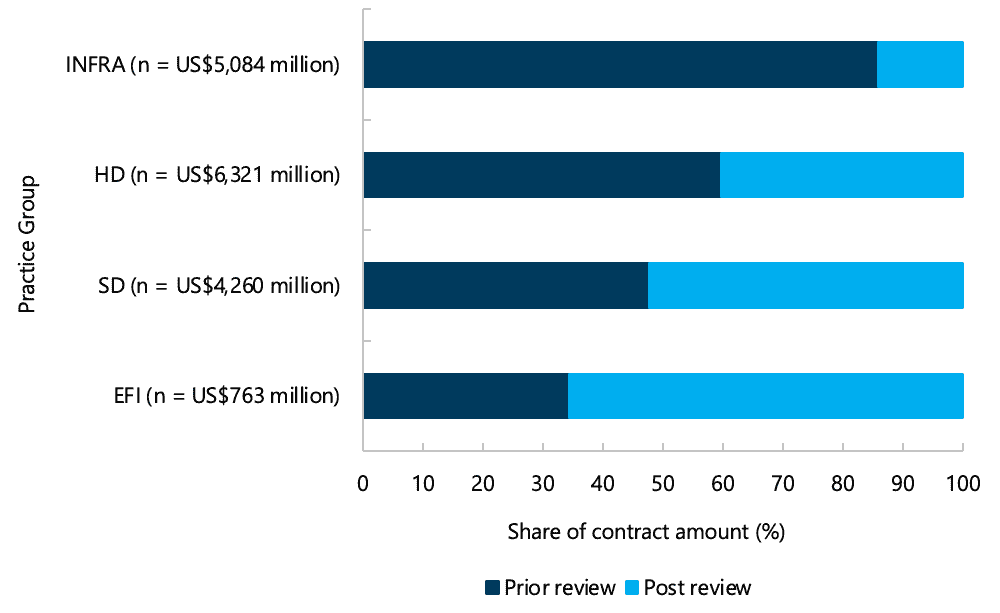 Practice Group
INFRA (n = US$5,084 million)
HD (n = US$6,321 million)
SD (n = US$4,260 million)
EFI (n = US$763 million)
0 10 20 30 40 50 60 70 80 90 100
Share of contract amount (%)
Prior review Post review